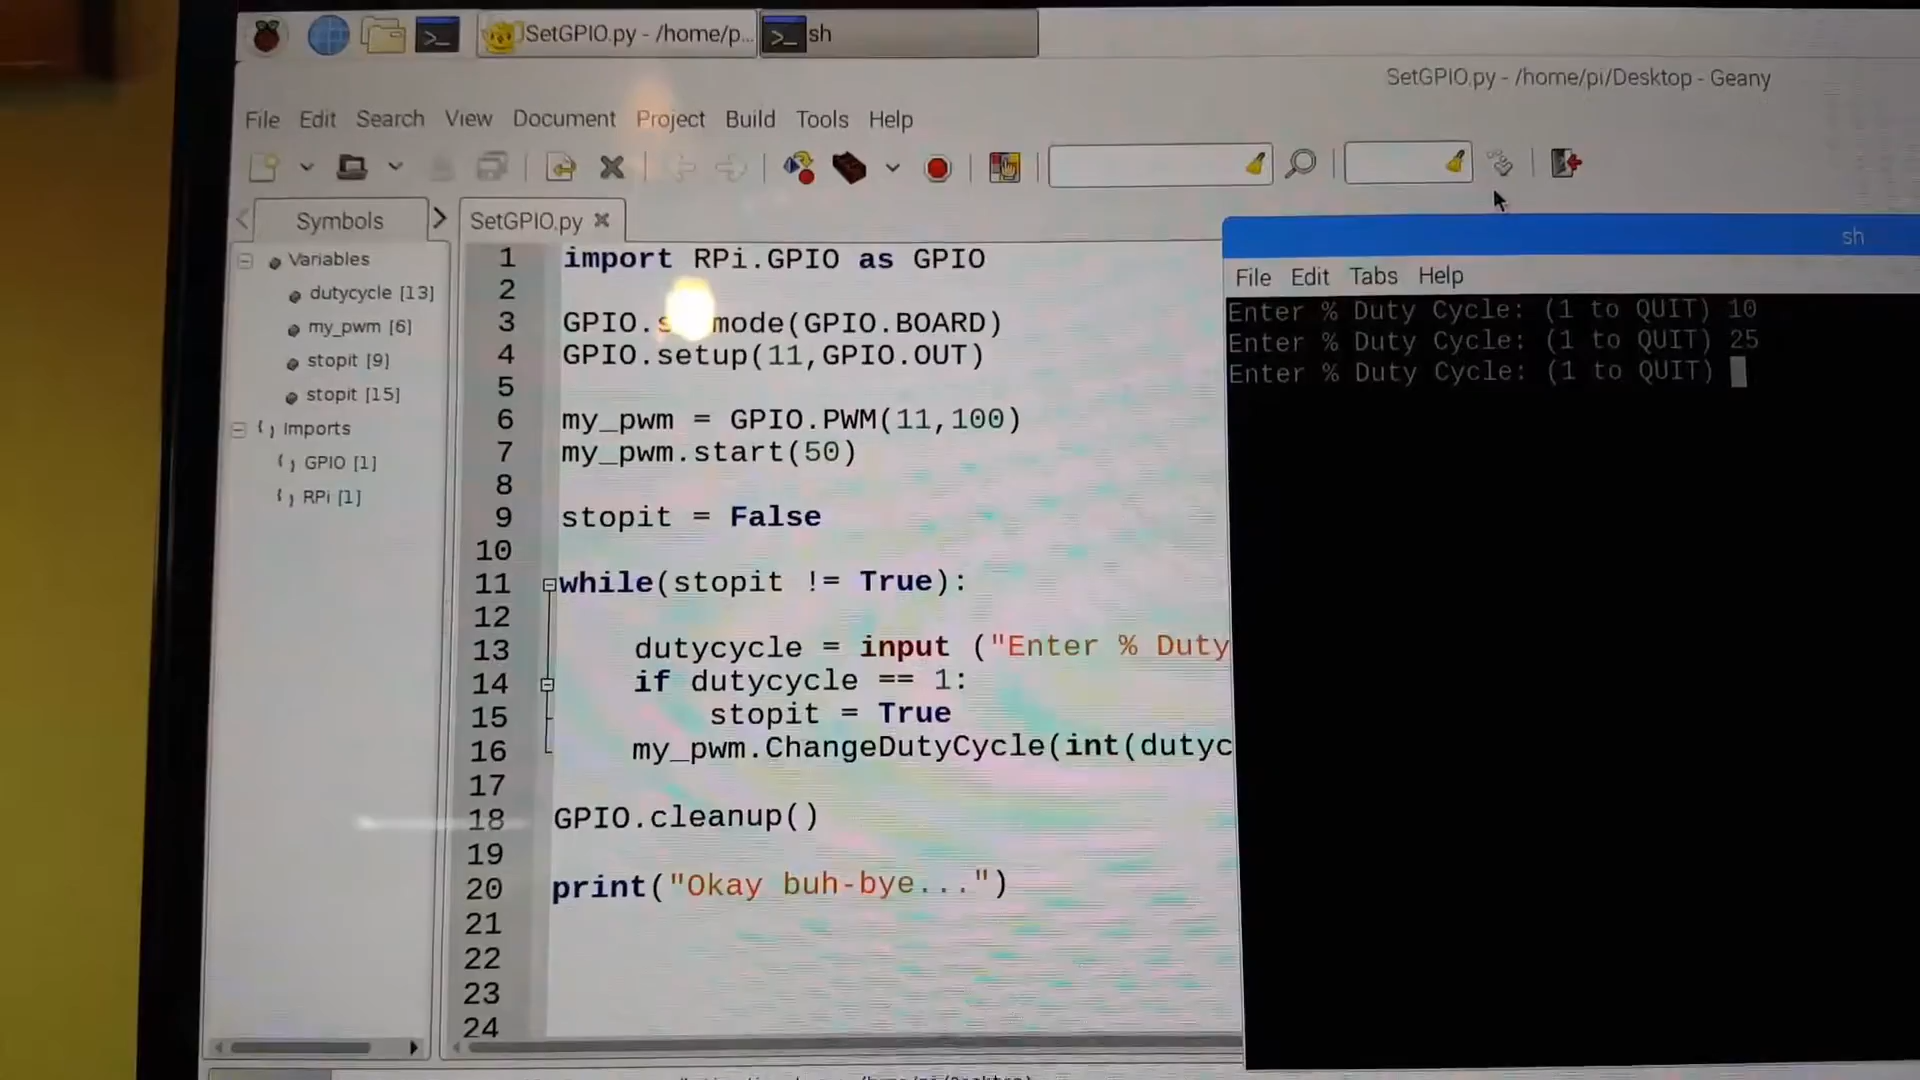 SetGPIO.py - /home/p...
sh
SetGPIO.py - /home/pi/Desktop - Geany
File Edit Search View Document Project Build Tools Help
Symbols
SetGPIO.py
Variables
dutycycle [13]
my_pwm [6]
stopit [9]
stopit [15]
Imports
GPIO [1]
RPi [1]
1 import RPi.GPIO as GPIO
2
3 GPIO. mode(GPIO.BOARD)
4 GPIO.setup(11,GPIO.OUT)
5
6 my_pwm = GPIO.PWM(11,100)
7 my_pwm.start(50)
8
9 stopit = False
10
11 while(stopit != True):
12
13 dutycycle = input ("Enter % Duty
14 if dutycycle == 1:
15 stopit = True
16 my_pwm.ChangeDutyCycle(int(dutyc
17
18 GPIO.cleanup()
19
20 print("Okay buh-bye...")
21
22
23
24
sh
File Edit Tabs Help
Enter % Duty Cycle: (1 to QUIT) 10
Enter % Duty Cycle: (1 to QUIT) 25
Enter % Duty Cycle: (1 to QUIT)